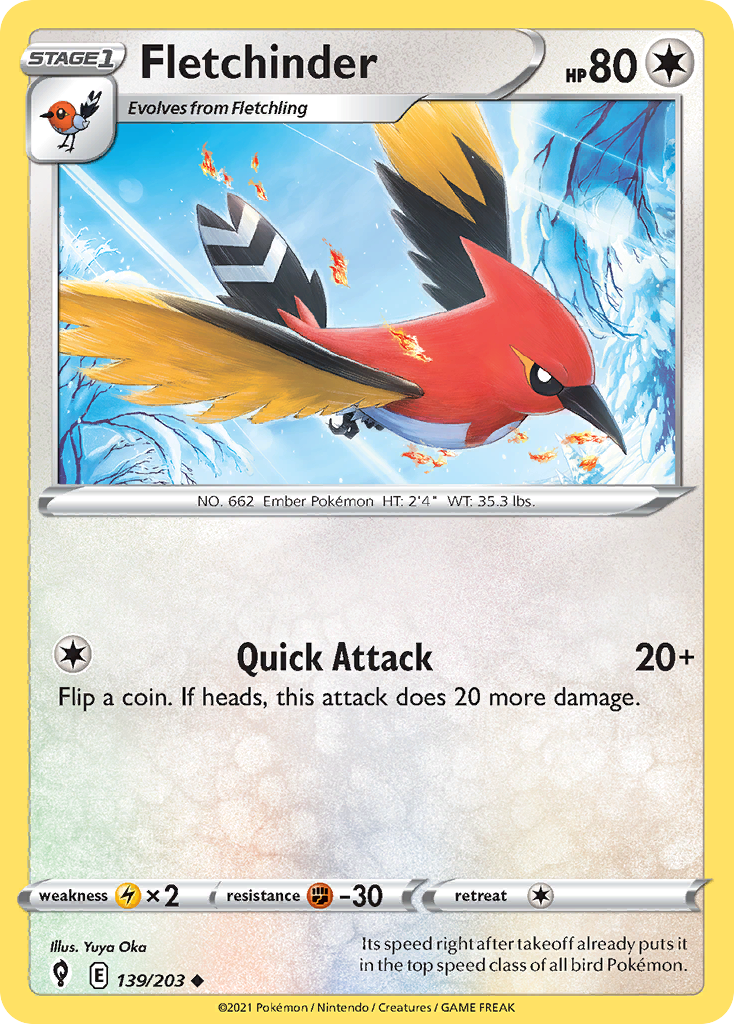 STAGE1
Fletchinder
HP80
Evolves from Fletchling
NO. 662 Ember Pokémon HT: 2'4" WT: 35.3 lbs.
Quick Attack 20+
Flip a coin. If heads, this attack does 20 more damage.
weakness ×2 resistance -30 retreat
Illus. Yuya Oka
Its speed right after takeoff already puts it
in the top speed class of all bird Pokémon.
E 139/203
©2021 Pokémon / Nintendo / Creatures / GAME FREAK